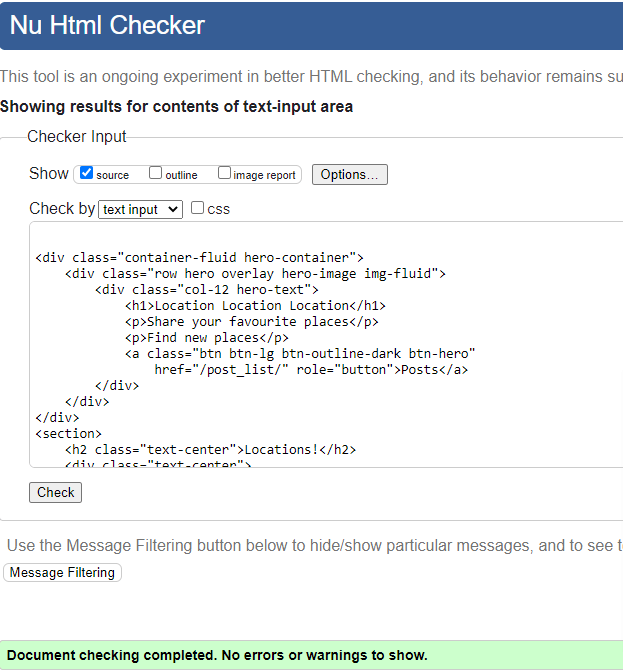 Nu Html Checker
This tool is an ongoing experiment in better HTML checking, and its behavior remains su
Showing results for contents of text-input area
Checker Input
Show source outline image report Options...
Check by text input css
<div class="container-fluid hero-container">
    <div class="row hero overlay hero-image img-fluid">
        <div class="col-12 hero-text">
            <h1>Location Location Location</h1>
            <p>Share your favourite places</p>
            <p>Find new places</p>
            <a class="btn btn-lg btn-outline-dark btn-hero"
                href="/post_list/" role="button">Posts</a>
        </div>
    </div>
</div>
<section>
    <h2 class="text-center">Locations!</h2>
    <div class="text-center">
Check
Use the Message Filtering button below to hide/show particular messages, and to see t
Message Filtering
Document checking completed. No errors or warnings to show.